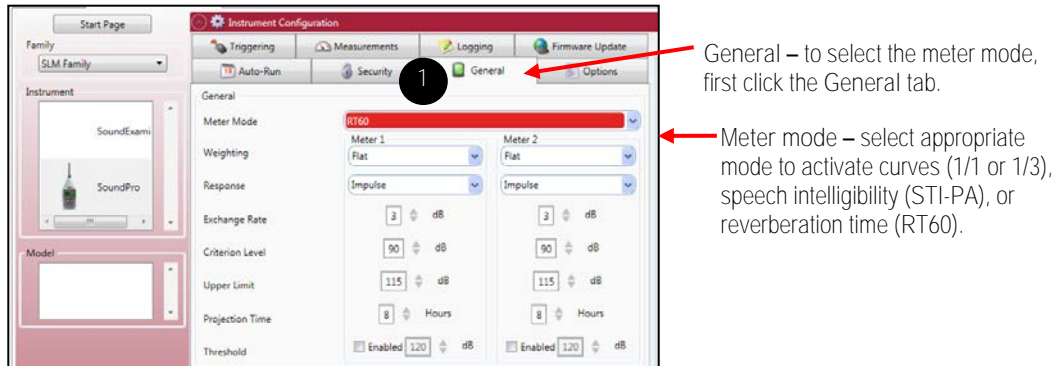 Start Page
Instrument Configuration
Family
SLM Family
Triggering
Measurements
Logging
Firmware Update
Auto-Run
Security
1
General
Options
Instrument
SoundExami
SoundPro
Model
General
Meter Mode
RT60
Meter 1
Meter 2
Weighting
Flat
Flat
Response
Impulse
Impulse
Exchange Rate
3 dB
3 dB
Criterion Level
90 dB
90 dB
Upper Limit
115 dB
115 dB
Projection Time
8 Hours
8 Hours
Threshold
Enabled 120 dB
Enabled 120 dB
General – to select the meter mode,
first click the General tab.
Meter mode – select appropriate
mode to activate curves (1/1 or 1/3),
speech intelligibility (STI-PA), or
reverberation time (RT60).